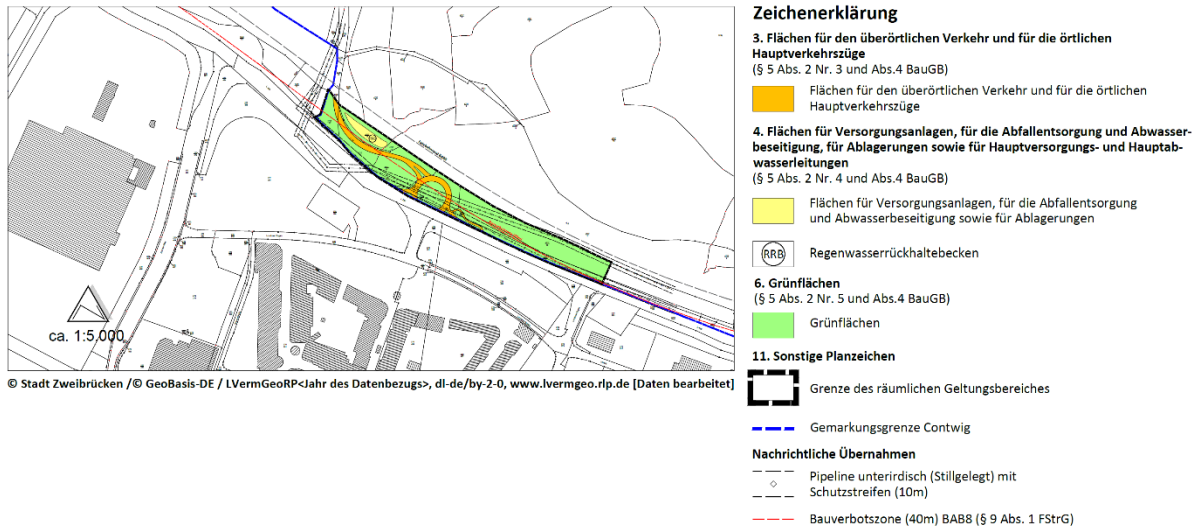 RRB
ca. 1:5,000
© Stadt Zweibrücken /© GeoBasis-DE / LVermGeoRP<Jahr des Datenbezugs>, dl-de/by-2-0, www.lvermgeo.rlp.de [Daten bearbeitet]
Zeichenerklärung
3. Flächen für den überörtlichen Verkehr und für die örtlichen
Hauptverkehrszüge
(§ 5 Abs. 2 Nr. 3 und Abs.4 BauGB)
Flächen für den überörtlichen Verkehr und für die örtlichen
Hauptverkehrszüge
4. Flächen für Versorgungsanlagen, für die Abfallentsorgung und Abwasser-
beseitigung, für Ablagerungen sowie für Hauptversorgungs- und Hauptab-
wasserleitungen
(§ 5 Abs. 2 Nr. 4 und Abs.4 BauGB)
Flächen für Versorgungsanlagen, für die Abfallentsorgung
und Abwasserbeseitigung sowie für Ablagerungen
RRB Regenwasserrückhaltebecken
6. Grünflächen
(§ 5 Abs. 2 Nr. 5 und Abs.4 BauGB)
Grünflächen
11. Sonstige Planzeichen
Grenze des räumlichen Geltungsbereiches
Gemarkungsgrenze Contwig
Nachrichtliche Übernahmen
Pipeline unterirdisch (Stillgelegt) mit
Schutzstreifen (10m)
Bauverbotszone (40m) BAB8 (§ 9 Abs. 1 FStrG)